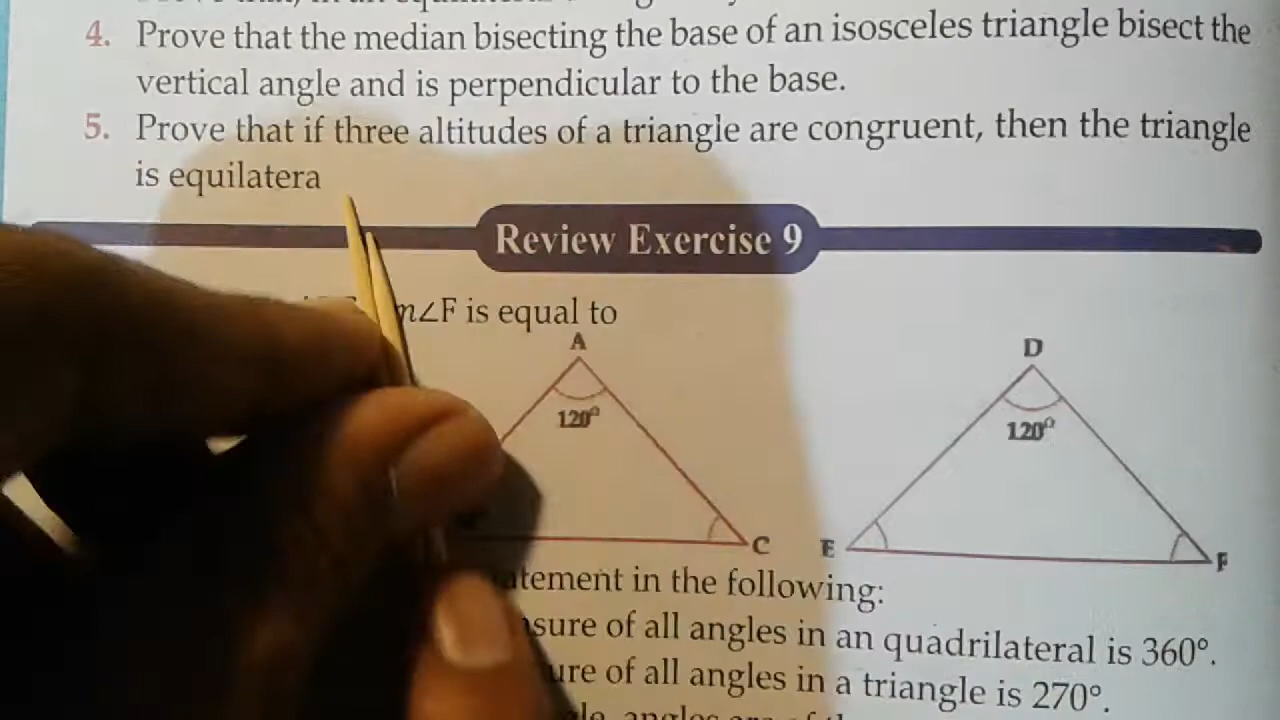 4. Prove that the median bisecting the base of an isosceles triangle bisect the
vertical angle and is perpendicular to the base.
5. Prove that if three altitudes of a triangle are congruent, then the triangle
is equilatera
Review Exercise 9
m∠F is equal to
A
D
120°
120°
C
E
F
in the following:
of all angles in an quadrilateral is 360°.
of all angles in a triangle is 270°.